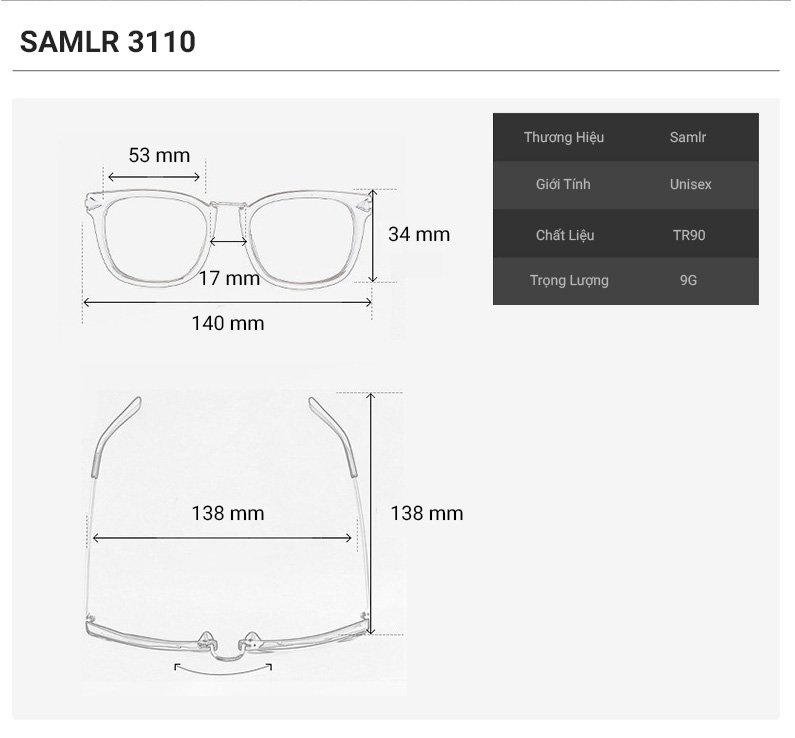 SAMLR 3110
53 mm
34 mm
17 mm
140 mm
Thương Hiệu Samlr
Giới Tính Unisex
Chất Liệu TR90
Trọng Lượng 9G
138 mm
138 mm